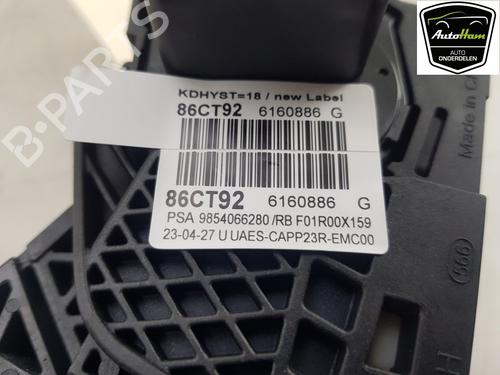 AutoHam
AUTO
ONDERDELEN
B-PARTS
KDHYST=18 / new Label
86CT92 6160886 G
86CT92 6160886 G
PSA 9854066280 /RB F01R00X159
23-04-27 U UAES-CAPP23R-EMC00
Made in